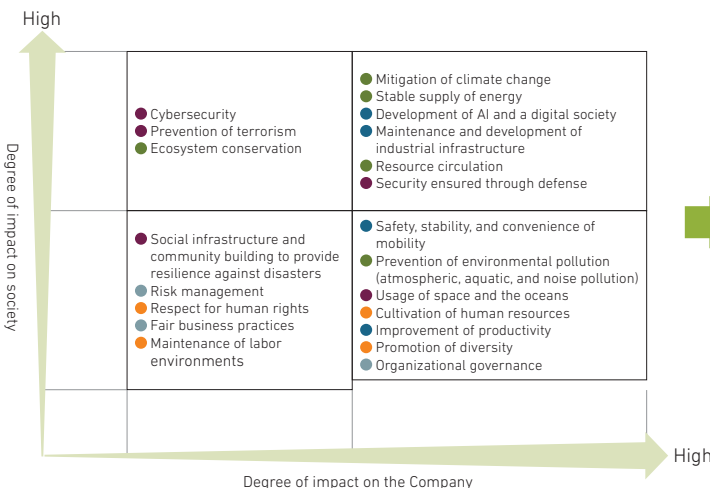 High
Degree of impact on society
Cybersecurity
Prevention of terrorism
Ecosystem conservation
Mitigation of climate change
Stable supply of energy
Development of AI and a digital society
Maintenance and development of
industrial infrastructure
Resource circulation
Security ensured through defense
Social infrastructure and
community building to provide
resilience against disasters
Risk management
Respect for human rights
Fair business practices
Maintenance of labor
environments
Safety, stability, and convenience of
mobility
Prevention of environmental pollution
(atmospheric, aquatic, and noise pollution)
Usage of space and the oceans
Cultivation of human resources
Improvement of productivity
Promotion of diversity
Organizational governance
High
Degree of impact on the Company